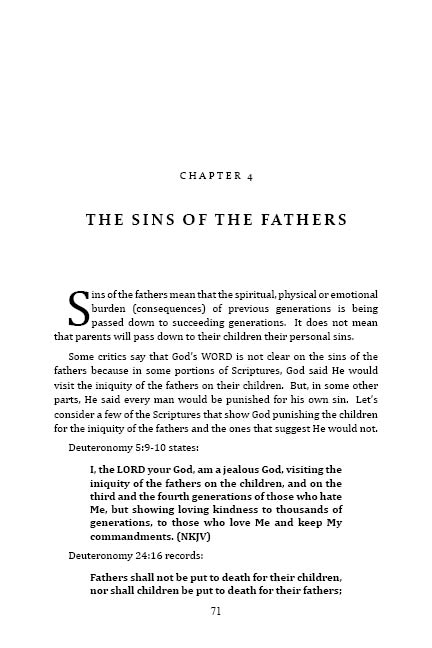 CHAPTER 4
THE SINS OF THE FATHERS
Sins of the fathers mean that the spiritual, physical or emotional
burden (consequences) of previous generations is being
passed down to succeeding generations. It does not mean
that parents will pass down to their children their personal sins.
Some critics say that God's WORD is not clear on the sins of the
fathers because in some portions of Scriptures, God said He would
visit the iniquity of the fathers on their children. But, in some other
parts, He said every man would be punished for his own sin. Let's
consider a few of the Scriptures that show God punishing the children
for the iniquity of the fathers and the ones that suggest He would not.
Deuteronomy 5:9-10 states:
I, the LORD your God, am a jealous God, visiting the
iniquity of the fathers on the children, and on the
third and the fourth generations of those who hate
Me, but showing loving kindness to thousands of
generations, to those who love Me and keep My
commandments. (NKJV)
Deuteronomy 24:16 records:
Fathers shall not be put to death for their children,
nor shall children be put to death for their fathers;
71